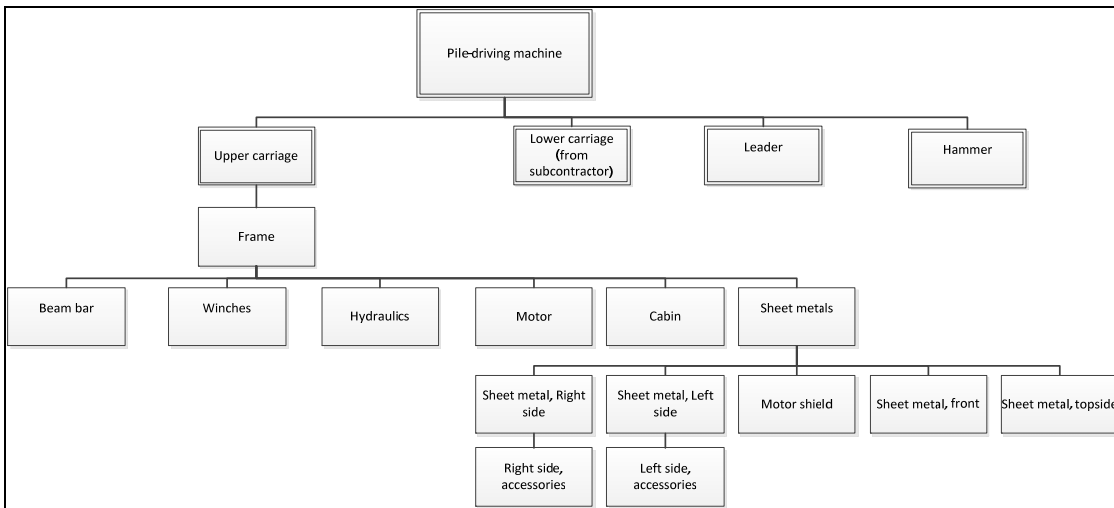 Pile-driving machine
Upper carriage
Lower carriage
(from
subcontractor)
Leader
Hammer
Frame
Beam bar
Winches
Hydraulics
Motor
Cabin
Sheet metals
Sheet metal, Right
side
Sheet metal, Left
side
Motor shield
Sheet metal, front
Sheet metal, topside
Right side,
accessories
Left side,
accessories